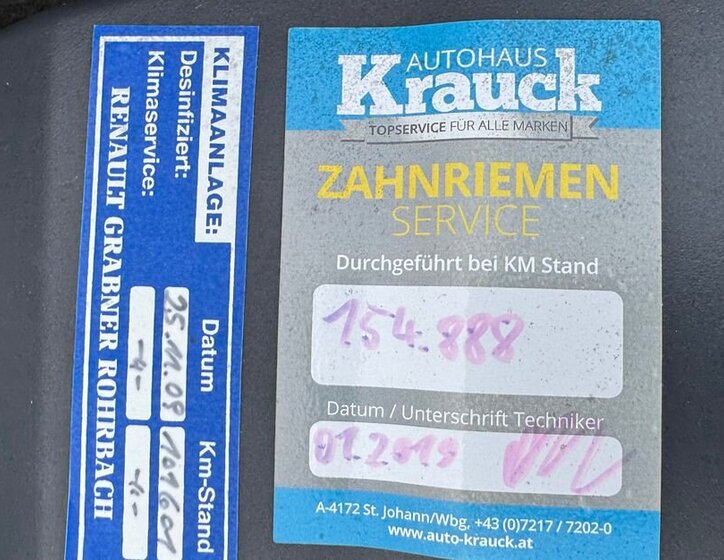 KLIMAANLAGE:
Datum
Km-Stand
Desinfiziert:
25.11.09
101601
Klimaservice:
-"-
-"-
RENAULT GRABNER ROHRBACH
AUTOHAUS
Krauck
TOPSERVICE FÜR ALLE MARKEN
ZAHNRIEMEN
SERVICE
Durchgeführt bei KM Stand
154.888
Datum / Unterschrift Techniker
01.2019
A-4172 St. Johann/Wbg. +43 (0)7217 / 7202-0
www.auto-krauck.at